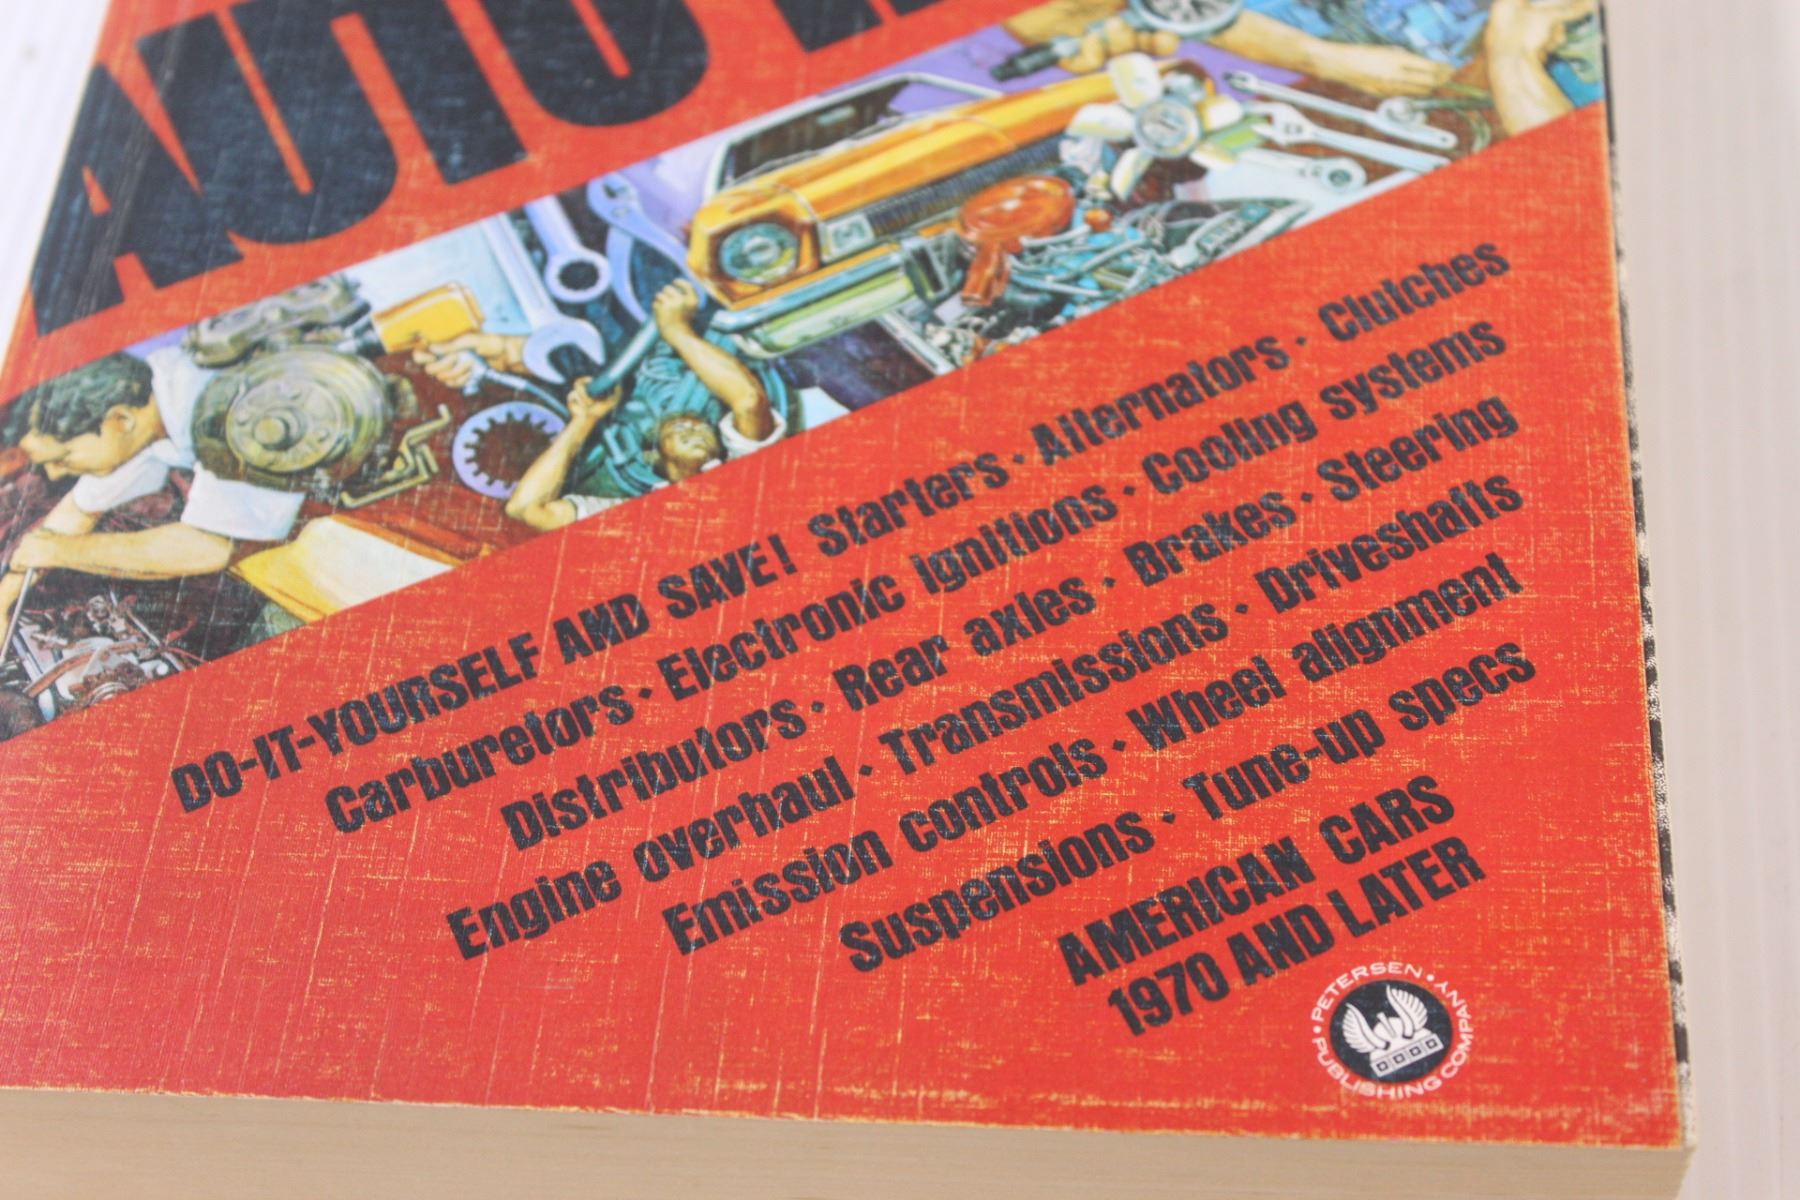 AUTO
DO-IT-YOURSELF AND SAVE! Starters · Alternators · Clutches
Carburetors · Electronic ignitions · Cooling systems
Distributors · Rear axles · Brakes · Steering
Engine overhaul · Transmissions · Driveshafts
Emission controls · Wheel alignment
Suspensions · Tune-up specs
AMERICAN CARS
1970 AND LATER
· PETERSEN · PUBLISHING COMPANY